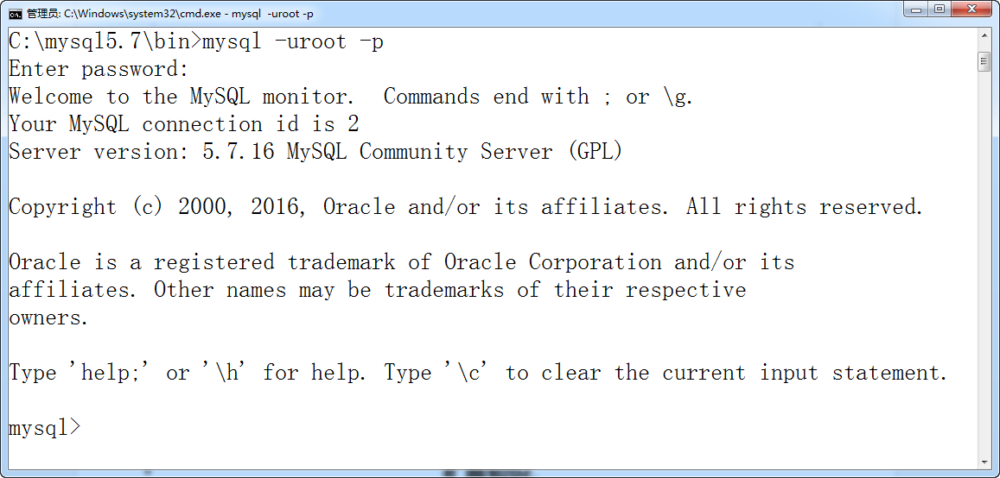 管理员: C:\Windows\system32\cmd.exe - mysql -uroot -p
C:\mysql5.7\bin>mysql -uroot -p
Enter password:
Welcome to the MySQL monitor.  Commands end with ; or \g.
Your MySQL connection id is 2
Server version: 5.7.16 MySQL Community Server (GPL)
Copyright (c) 2000, 2016, Oracle and/or its affiliates. All rights reserved.
Oracle is a registered trademark of Oracle Corporation and/or its
affiliates. Other names may be trademarks of their respective
owners.
Type 'help;' or '\h' for help. Type '\c' to clear the current input statement.
mysql>